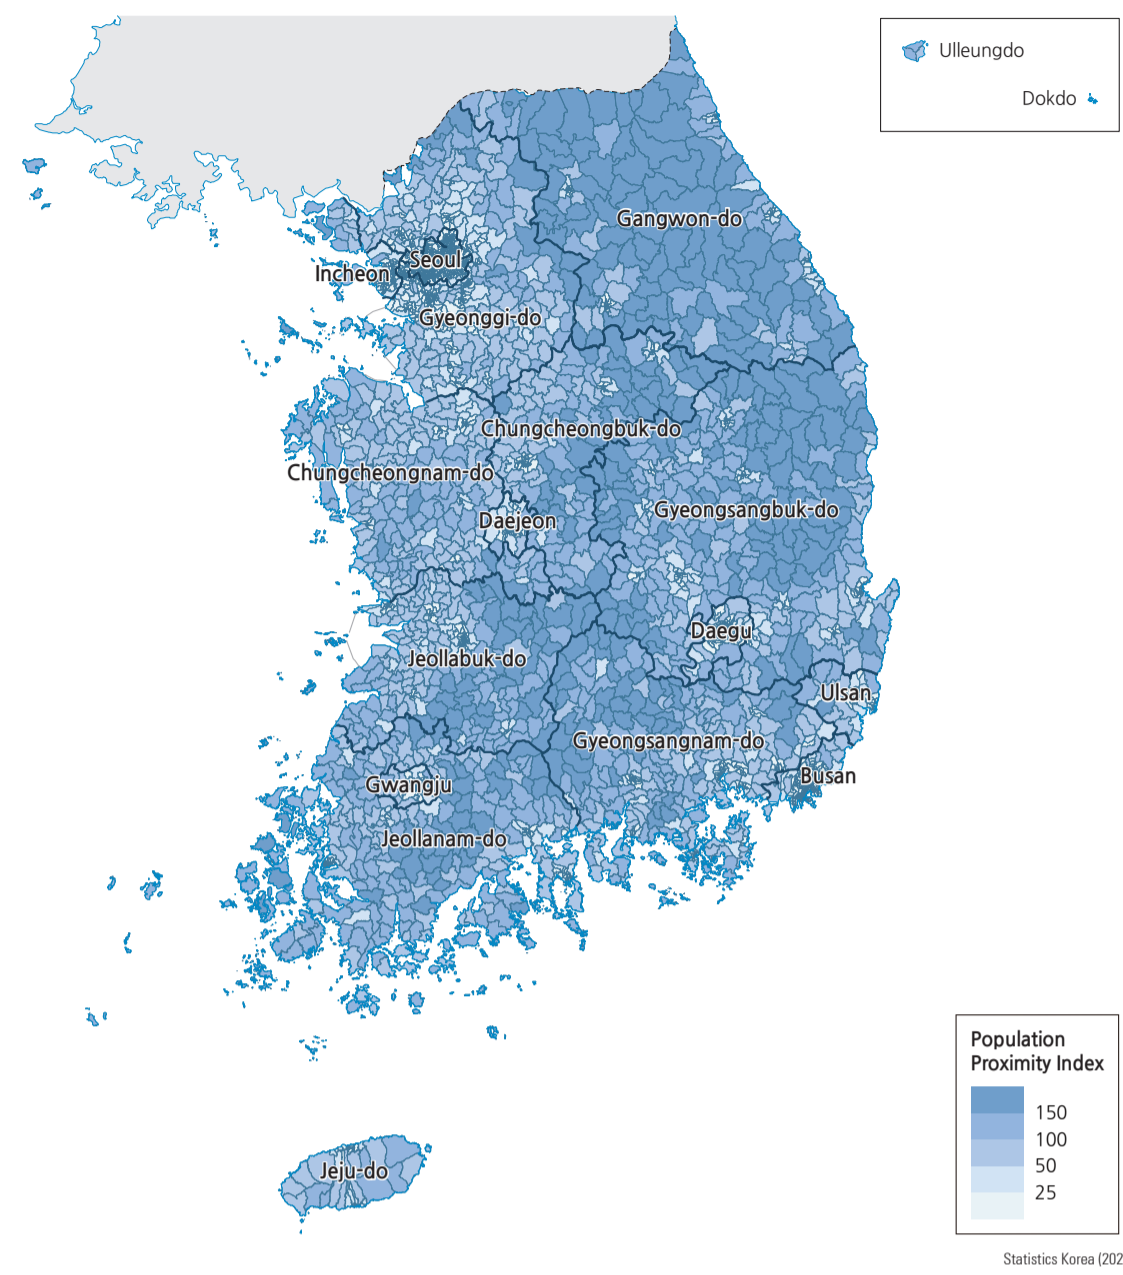 Ulleungdo
Dokdo
Gangwon-do
Seoul
Incheon
Gyeonggi-do
Chungcheongbuk-do
Chungcheongnam-do
Gyeongsangbuk-do
Daejeon
Daegu
Jeollabuk-do
Ulsan
Gyeongsangnam-do
Busan
Gwangju
Jeollanam-do
Jeju-do
Population
Proximity Index
150
100
50
25
Statistics Korea (202